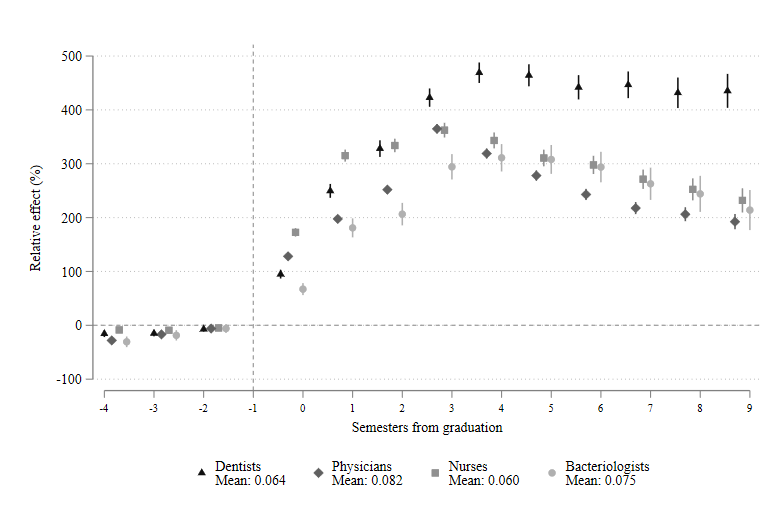 500
400
300
200
100
0
-100
Relative effect (%)
-4 -3 -2 -1 0 1 2 3 4 5 6 7 8 9
Semesters from graduation
Dentists Physicians Nurses Bacteriologists
Mean: 0.064 Mean: 0.082 Mean: 0.060 Mean: 0.075